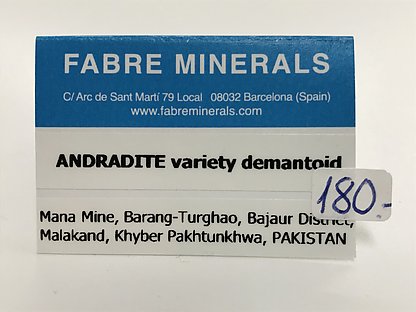 FABRE MINERALS
C/ Arc de Sant Martí 79 Local 08032 Barcelona (Spain)
www.fabreminerals.com
ANDRADITE variety demantoid
180.-
Mana Mine, Barang-Turghao, Bajaur District,
Malakand, Khyber Pakhtunkhwa, PAKISTAN